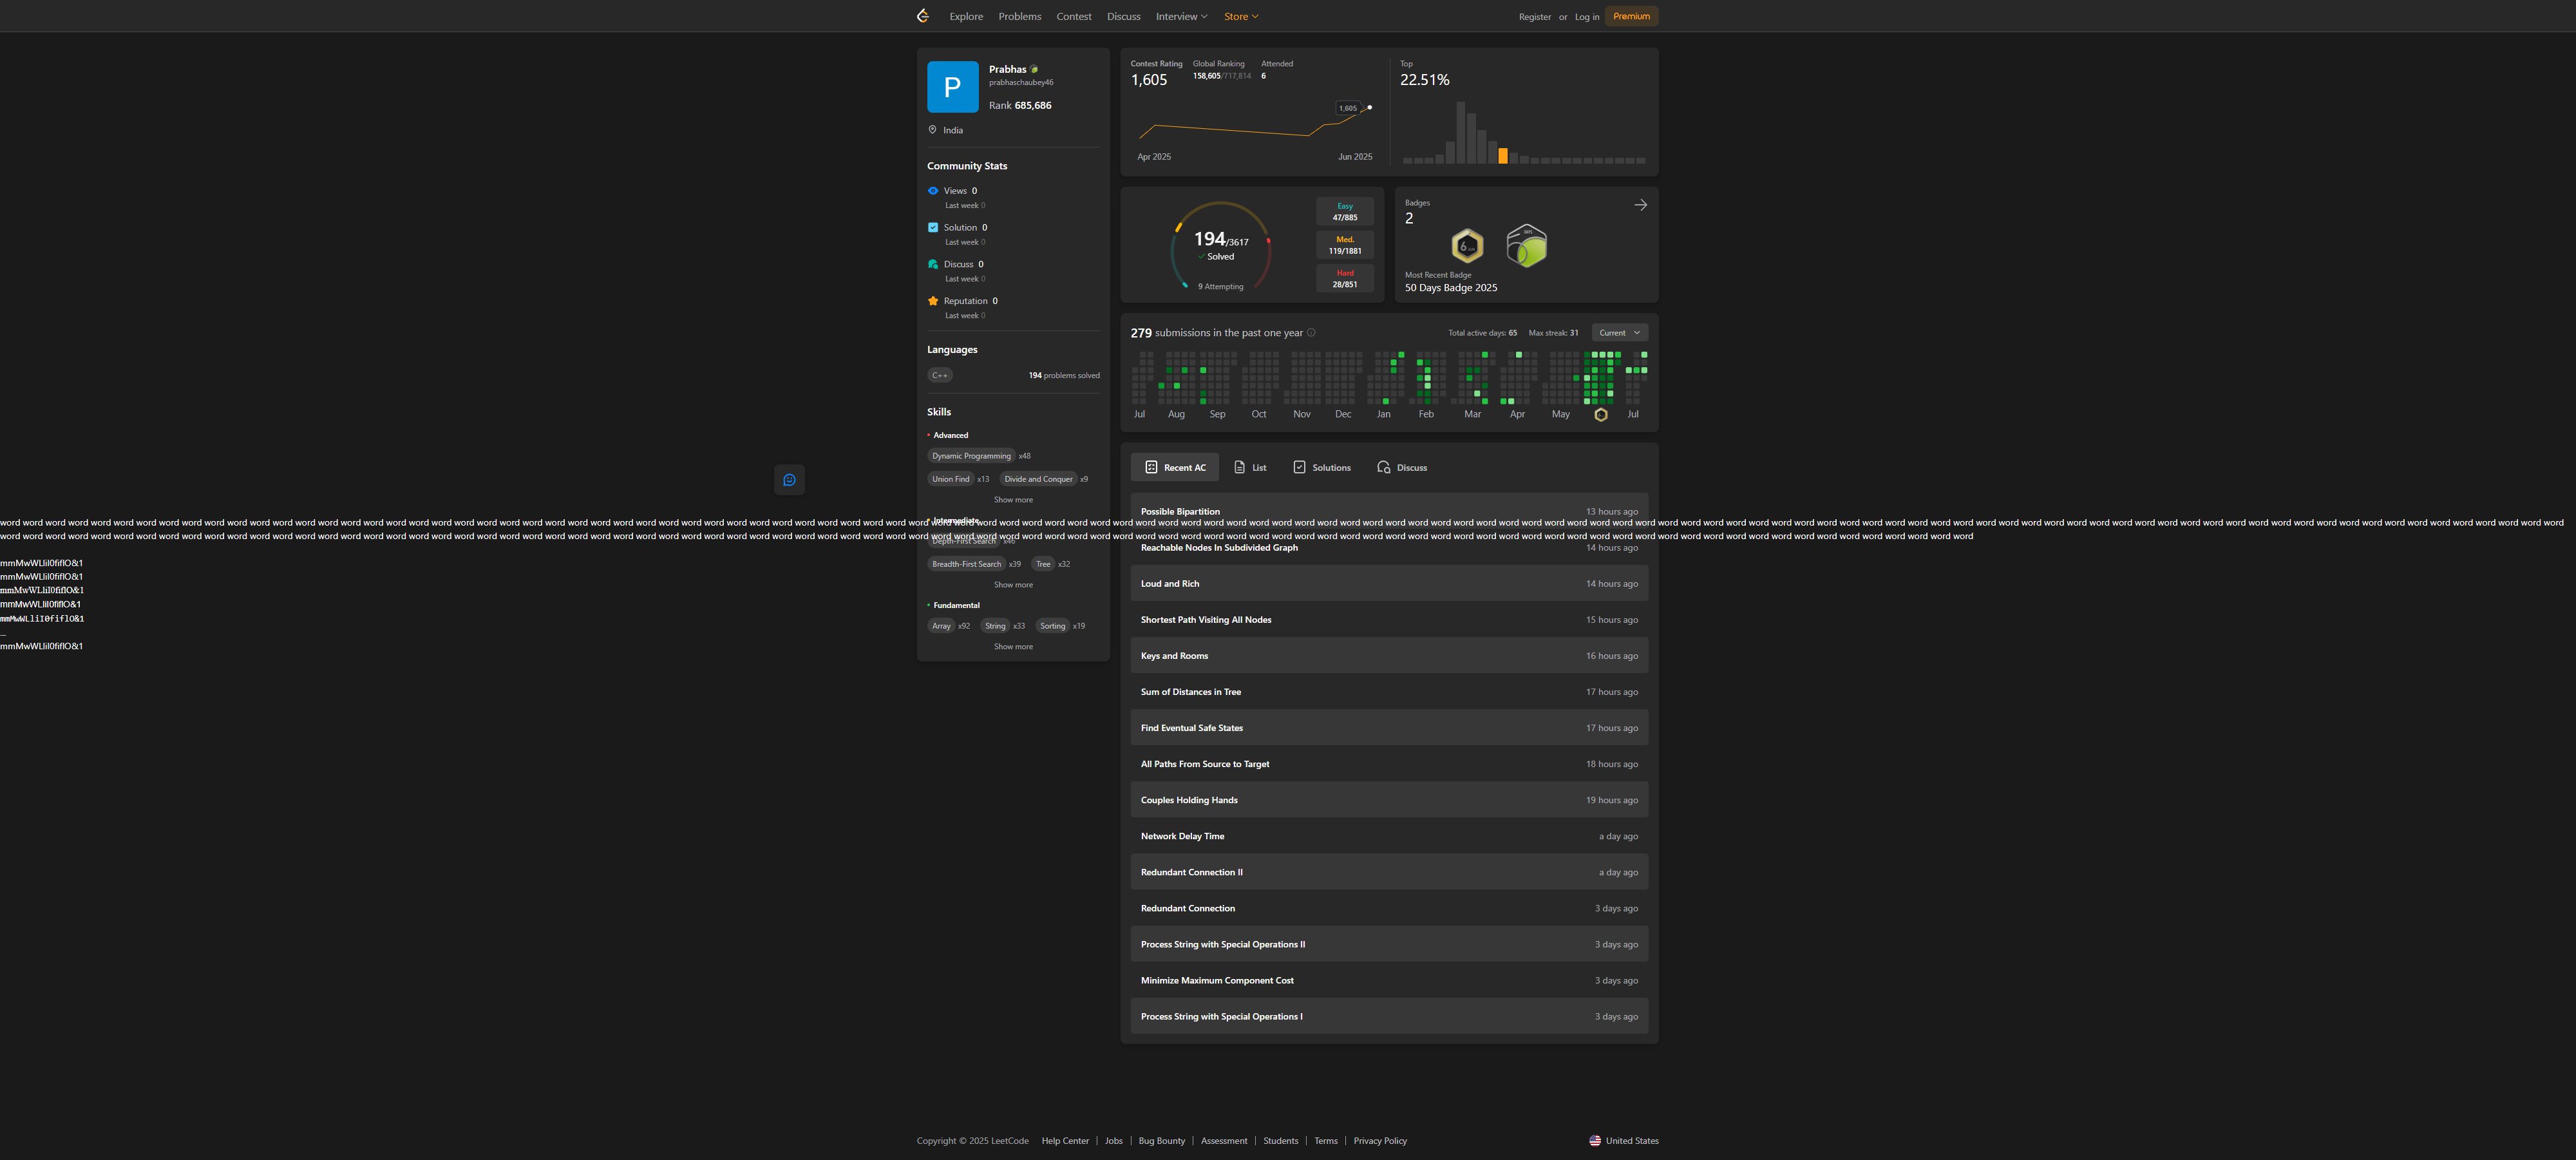 Explore Problems Contest Discuss Interview Store Register or Log in Premium
P
Prabhas
prabhaschaubey46
Rank 685,686
India
Community Stats
Views 0
Last week 0
Solution 0
Last week 0
Discuss 0
Last week 0
Reputation 0
Last week 0
Languages
C++ 194 problems solved
Skills
Advanced
Dynamic Programming x48
Union Find x13 Divide and Conquer x9
Show more
Intermediate
Depth-First Search x46
Breadth-First Search x39 Tree x32
Show more
Fundamental
Array x92 String x33 Sorting x19
Show more
Contest Rating Global Ranking Attended
1,605 158,605/717,814 6
1,605
Apr 2025 Jun 2025
Top
22.51%
194/3617
Solved
9 Attempting
Easy
47/885
Med.
119/1881
Hard
28/851
Badges
2
Most Recent Badge
50 Days Badge 2025
279 submissions in the past one year Total active days: 65 Max streak: 31 Current
Jul Aug Sep Oct Nov Dec Jan Feb Mar Apr May Jul
Recent AC List Solutions Discuss
Possible Bipartition 13 hours ago
Reachable Nodes In Subdivided Graph 14 hours ago
Loud and Rich 14 hours ago
Shortest Path Visiting All Nodes 15 hours ago
Keys and Rooms 16 hours ago
Sum of Distances in Tree 17 hours ago
Find Eventual Safe States 17 hours ago
All Paths From Source to Target 18 hours ago
Couples Holding Hands 19 hours ago
Network Delay Time a day ago
Redundant Connection II a day ago
Redundant Connection 3 days ago
Process String with Special Operations II 3 days ago
Minimize Maximum Component Cost 3 days ago
Process String with Special Operations I 3 days ago
word word word word word word word word word word word word word word word word word word word word word word word word word word word word word word word word word word word word word word word word word word word word word word word word word word word word word word word word word word word word word word word word word word word word word word word word word word word word word word word word word word word word word word word word word word word word word word word word word word word word word word word word word word word
word word word word word word word word word word word word word word word word word word word word word word word word word word word word word word word word word word word word word word word word word word word word word word word word word word word word word word word word word word word word word word word word word word word word word word word word word word word word word word word word word word word
mmMwWLliI0fiflO&1
mmMwWLliI0fiflO&1
mmMwWLliI0fiflO&1
mmMwWLliI0fiflO&1
mmMwWLliI0fiflO&1
mmMwWLliI0fiflO&1
Copyright © 2025 LeetCode Help Center | Jobs | Bug Bounty | Assessment | Students | Terms | Privacy Policy United States